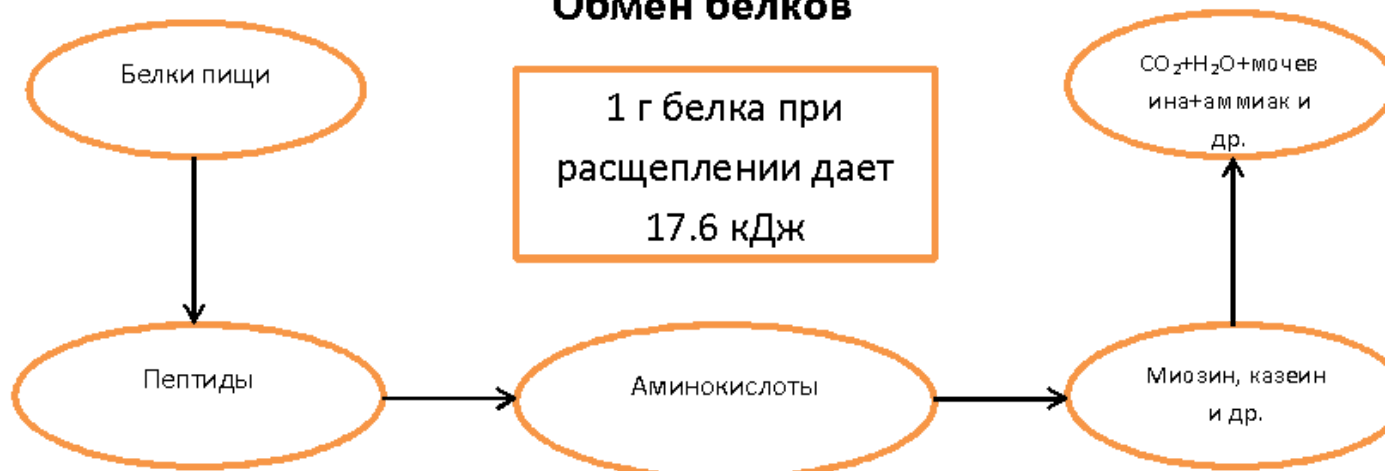 Обмен белков
Белки пищи
1 г белка при
расщеплении дает
17.6 кДж
CO₂+H₂O+мочев
ина+аммиак и
др.
Пептиды
Аминокислоты
Миозин, казеин
и др.